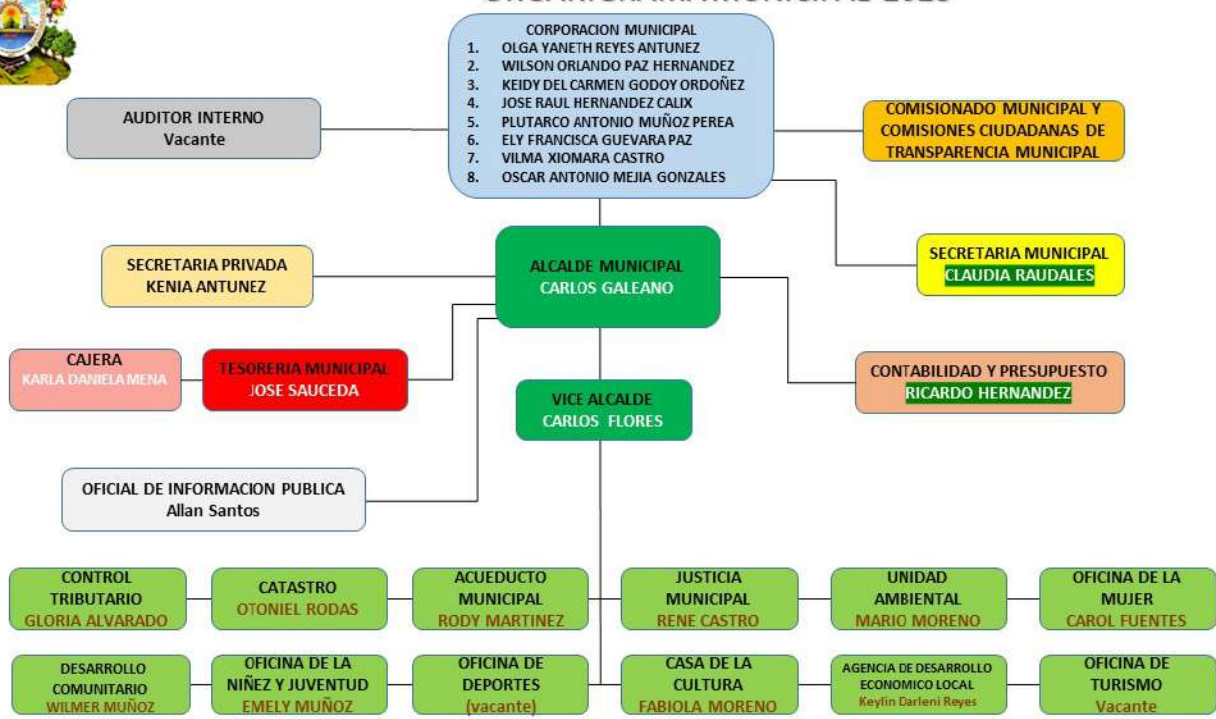 CORPORACION MUNICIPAL
1. OLGA YANETH REYES ANTUNEZ
2. WILSON ORLANDO PAZ HERNANDEZ
3. KEIDY DEL CARMEN GODOY ORDOÑEZ
4. JOSE RAUL HERNANDEZ CALIX
5. PLUTARCO ANTONIO MUÑOZ PEREA
6. ELY FRANCISCA GUEVARA PAZ
7. VILMA XIOMARA CASTRO
8. OSCAR ANTONIO MEJIA GONZALES
AUDITOR INTERNO
Vacante
COMISIONADO MUNICIPAL Y
COMISIONES CIUDADANAS DE
TRANSPARENCIA MUNICIPAL
SECRETARIA PRIVADA
KENIA ANTUNEZ
ALCALDE MUNICIPAL
CARLOS GALEANO
SECRETARIA MUNICIPAL
CLAUDIA RAUDALES
CAJERA
KARLA DANIELA MENA
TESORERIA MUNICIPAL
JOSE SAUCEDA
VICE ALCALDE
CARLOS FLORES
CONTABILIDAD Y PRESUPUESTO
RICARDO HERNANDEZ
OFICIAL DE INFORMACION PUBLICA
Allan Santos
CONTROL
TRIBUTARIO
GLORIA ALVARADO
CATASTRO
OTONIEL RODAS
ACUEDUCTO
MUNICIPAL
RODY MARTINEZ
JUSTICIA
MUNICIPAL
RENE CASTRO
UNIDAD
AMBIENTAL
MARIO MORENO
OFICINA DE LA
MUJER
CAROL FUENTES
DESARROLLO
COMUNITARIO
WILMER MUÑOZ
OFICINA DE LA
NIÑEZ Y JUVENTUD
EMELY MUÑOZ
OFICINA DE
DEPORTES
(vacante)
CASA DE LA
CULTURA
FABIOLA MORENO
AGENCIA DE DESARROLLO
ECONOMICO LOCAL
Keylin Darleni Reyes
OFICINA DE
TURISMO
Vacante